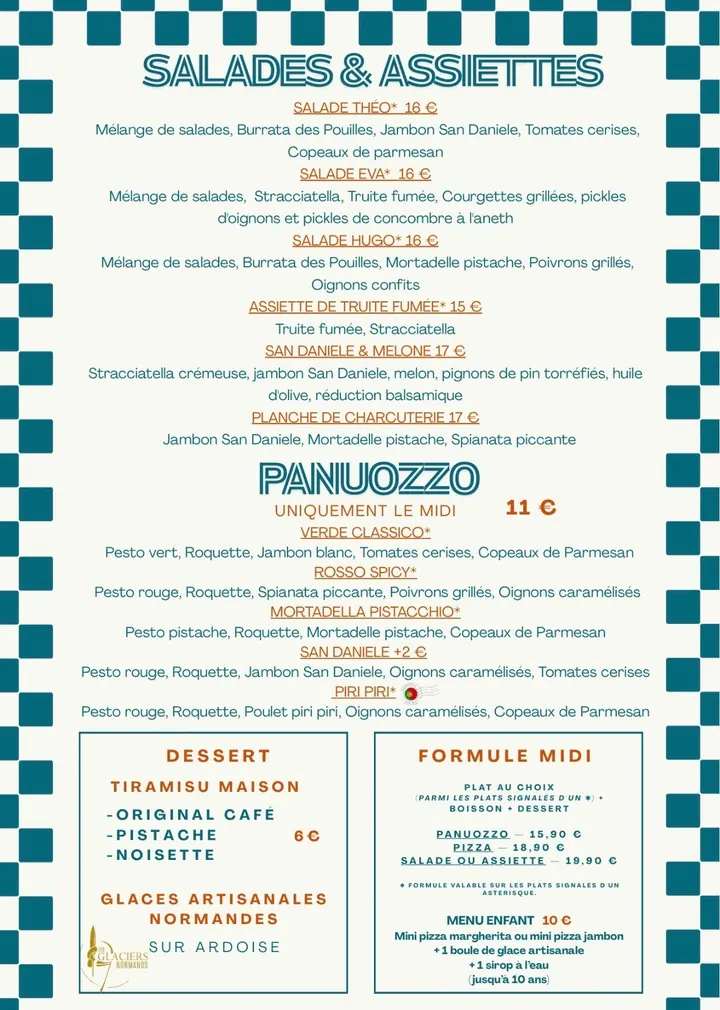 SALADES & ASSIETTES
SALADE THÉO* 16 €
Mélange de salades, Burrata des Pouilles, Jambon San Daniele, Tomates cerises,
Copeaux de parmesan
SALADE EVA* 16 €
Mélange de salades, Stracciatella, Truite fumée, Courgettes grillées, pickles
d'oignons et pickles de concombre à l'aneth
SALADE HUGO* 16 €
Mélange de salades, Burrata des Pouilles, Mortadelle pistache, Poivrons grillés,
Oignons confits
ASSIETTE DE TRUITE FUMÉE* 15 €
Truite fumée, Stracciatella
SAN DANIELE & MELONE 17 €
Stracciatella crémeuse, jambon San Daniele, melon, pignons de pin torréfiés, huile
d'olive, réduction balsamique
PLANCHE DE CHARCUTERIE 17 €
Jambon San Daniele, Mortadelle pistache, Spianata piccante
PANUOZZO
UNIQUEMENT LE MIDI 11 €
VERDE CLASSICO*
Pesto vert, Roquette, Jambon blanc, Tomates cerises, Copeaux de Parmesan
ROSSO SPICY*
Pesto rouge, Roquette, Spianata piccante, Poivrons grillés, Oignons caramélisés
MORTADELLA PISTACCHIO*
Pesto pistache, Roquette, Mortadelle pistache, Copeaux de Parmesan
SAN DANIELE +2 €
Pesto rouge, Roquette, Jambon San Daniele, Oignons caramélisés, Tomates cerises
PIRI PIRI*
Pesto rouge, Roquette, Poulet piri piri, Oignons caramélisés, Copeaux de Parmesan
DESSERT
TIRAMISU MAISON
-ORIGINAL CAFÉ
-PISTACHE 6 €
-NOISETTE
GLACES ARTISANALES
NORMANDES
SUR ARDOISE
GLACIERS
NORMANDS
FORMULE MIDI
PLAT AU CHOIX
(PARMI LES PLATS SIGNALÉS D UN *) +
BOISSON + DESSERT
PANUOZZO — 15,90 €
PIZZA — 18,90 €
SALADE OU ASSIETTE — 19,90 €
* FORMULE VALABLE SUR LES PLATS SIGNALÉS D UN
ASTERISQUE.
MENU ENFANT 10 €
Mini pizza margherita ou mini pizza jambon
+ 1 boule de glace artisanale
+ 1 sirop à l'eau
(jusqu'à 10 ans)